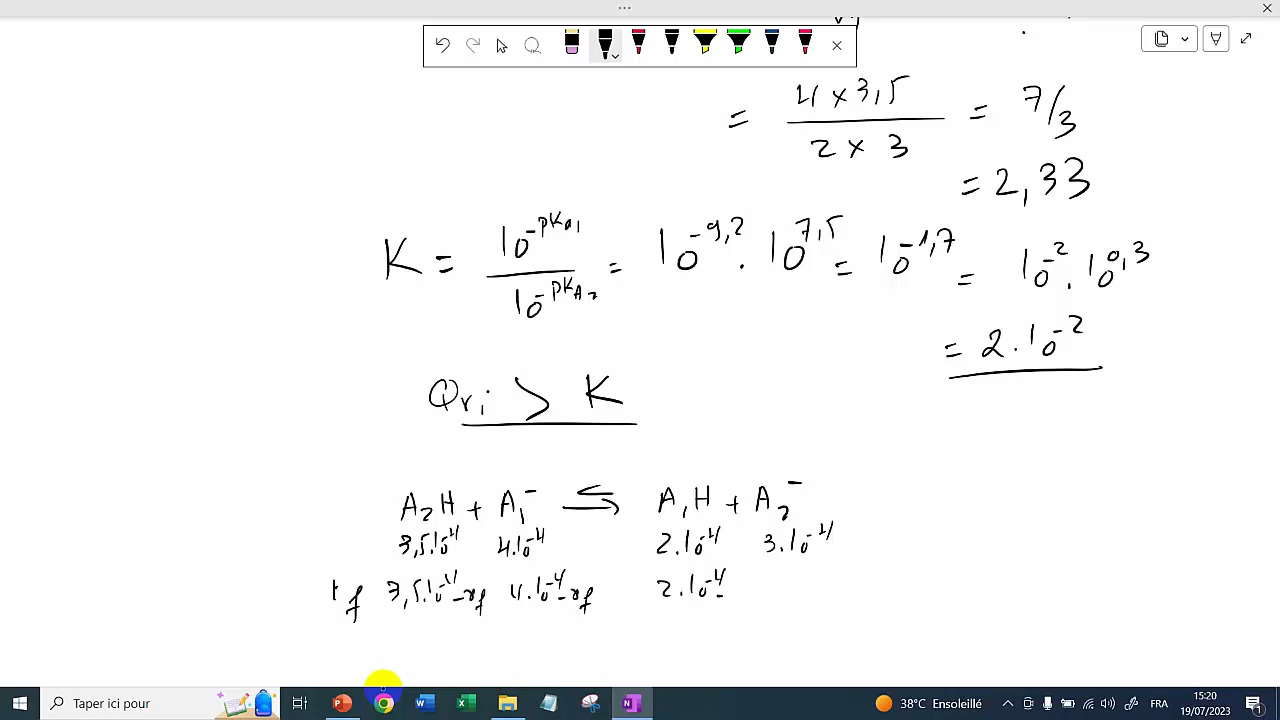 = 4 x 3,5 / 2 x 3 = 7/3
= 2,33
K = 10^-pKA1 / 10^-pKA2 = 10^-9,2 . 10^7,5 = 10^-1,7 = 10^-2 . 10^0,3
= 2.10^-2
Qri > K
A2H + A1^- ⇌ A1H + A2^-
3,5.10^-4 4.10^-4 2.10^-4 3.10^-4
tf 3,5.10^-4-xf 4.10^-4-xf 2.10^-4
Taper ici pour
38°C Ensoleillé
FRA
15:20
19/07/2023